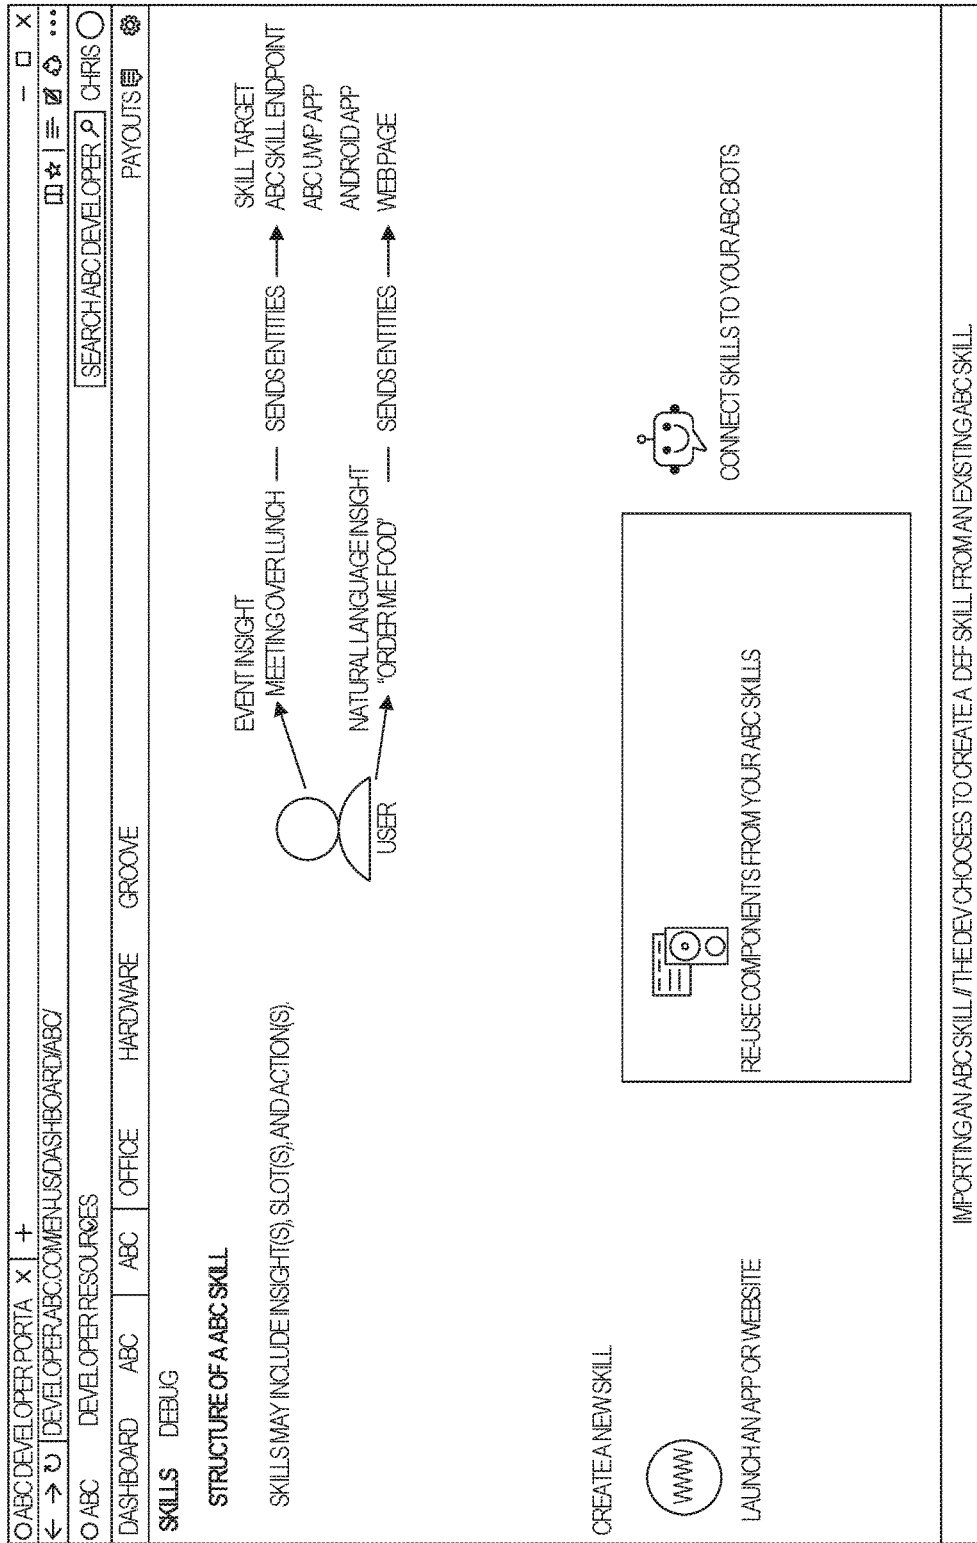 ABC DEVELOPER PORTA X +
DEVELOPER.ABC.COM/EN-US/DASHBOARD/ABC/
ABC DEVELOPER RESOURCES SEARCH ABC DEVELOPER CHRIS
DASHBOARD ABC ABC OFFICE HARDWARE GROOVE PAYOUTS
SKILLS DEBUG
STRUCTURE OF A ABC SKILL
SKILLS MAY INCLUDE INSIGHT(S), SLOT(S), AND ACTION(S).
USER
EVENT INSIGHT
MEETING OVER LUNCH — SENDS ENTITIES
NATURAL LANGUAGE INSIGHT
"ORDER ME FOOD" — SENDS ENTITIES
SKILL TARGET
ABC SKILL ENDPOINT
ABC UWP APP
ANDROID APP
WEB PAGE
CREATE A NEW SKILL
WWW
LAUNCH AN APP OR WEBSITE
RE-USE COMPONENTS FROM YOUR ABC SKILLS
CONNECT SKILLS TO YOUR ABC BOTS
IMPORTING AN ABC SKILL // THE DEV CHOOSES TO CREATE A DEF SKILL FROM AN EXISTING ABC SKILL.